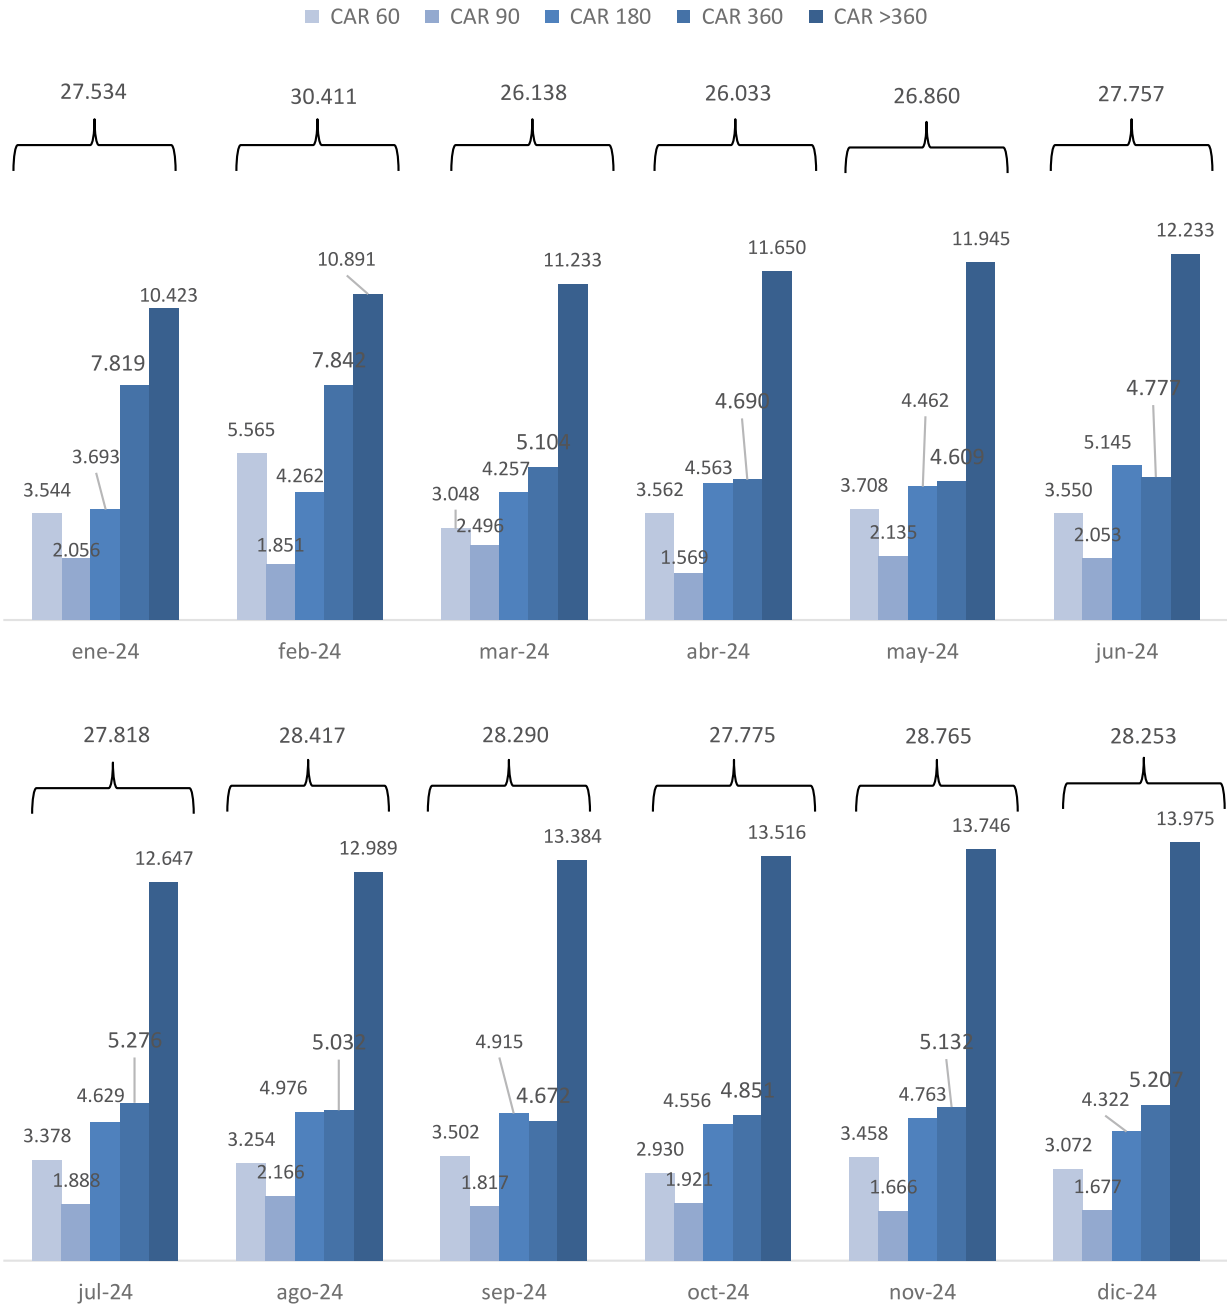 CAR 60 CAR 90 CAR 180 CAR 360 CAR >360
27.534 30.411 26.138 26.033 26.860 27.757
3.544 2.056 3.693 7.819 10.423
5.565 1.851 4.262 7.842 10.891
3.048 2.496 4.257 5.104 11.233
3.562 1.569 4.563 4.690 11.650
3.708 2.135 4.462 4.609 11.945
3.550 2.053 5.145 4.777 12.233
ene-24 feb-24 mar-24 abr-24 may-24 jun-24
27.818 28.417 28.290 27.775 28.765 28.253
3.378 1.888 4.629 5.276 12.647
3.254 2.166 4.976 5.032 12.989
3.502 1.817 4.915 4.672 13.384
2.930 1.921 4.556 4.851 13.516
3.458 1.666 4.763 5.132 13.746
3.072 1.677 4.322 5.207 13.975
jul-24 ago-24 sep-24 oct-24 nov-24 dic-24